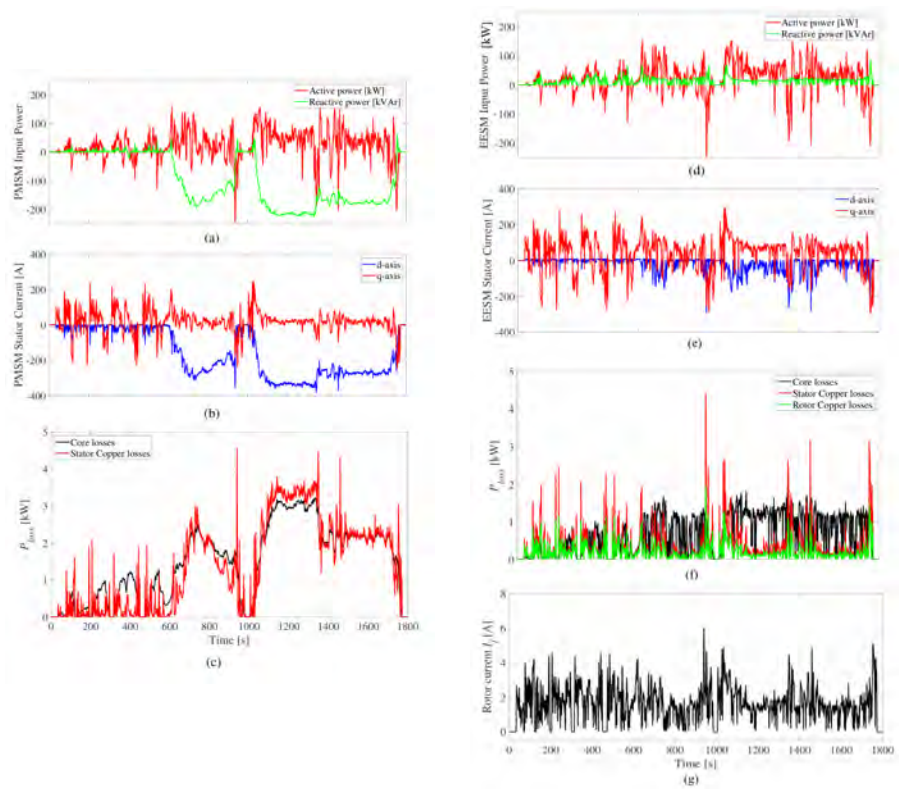 PMSM Input Power
200
100
0
-100
-200
Active power [kW]
Reactive power [kVAr]
(a)
PMSM Stator Current [A]
400
200
0
-200
-400
d-axis
q-axis
(b)
P_loss [kW]
5
4
3
2
1
0
Core losses
Stator Copper losses
0 200 400 600 800 1000 1200 1400 1600 1800
Time [s]
(c)
EESM Input Power [kW]
200
100
0
-100
-200
Active power [kW]
Reactive power [kVAr]
(d)
EESM Stator Current [A]
400
200
0
-200
-400
d-axis
q-axis
(e)
P_loss [kW]
5
4
3
2
1
0
Core losses
Stator Copper losses
Rotor Copper losses
(f)
Rotor current I_f [A]
8
6
4
2
0
0 200 400 600 800 1000 1200 1400 1600 1800
Time [s]
(g)